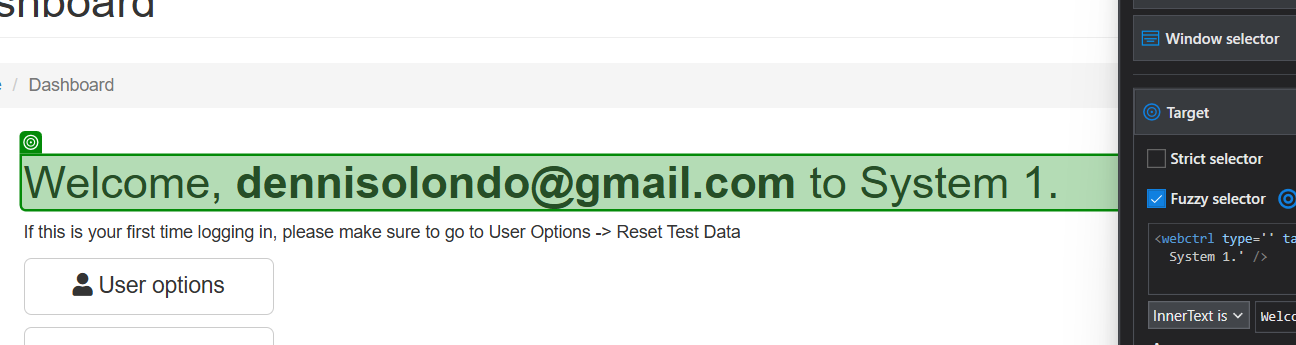 Dashboard
Welcome, dennisolondo@gmail.com to System 1.
If this is your first time logging in, please make sure to go to User Options -> Reset Test Data
User options
Window selector
Target
Strict selector
Fuzzy selector
<webctrl type='' ta
System 1.' />
InnerText is